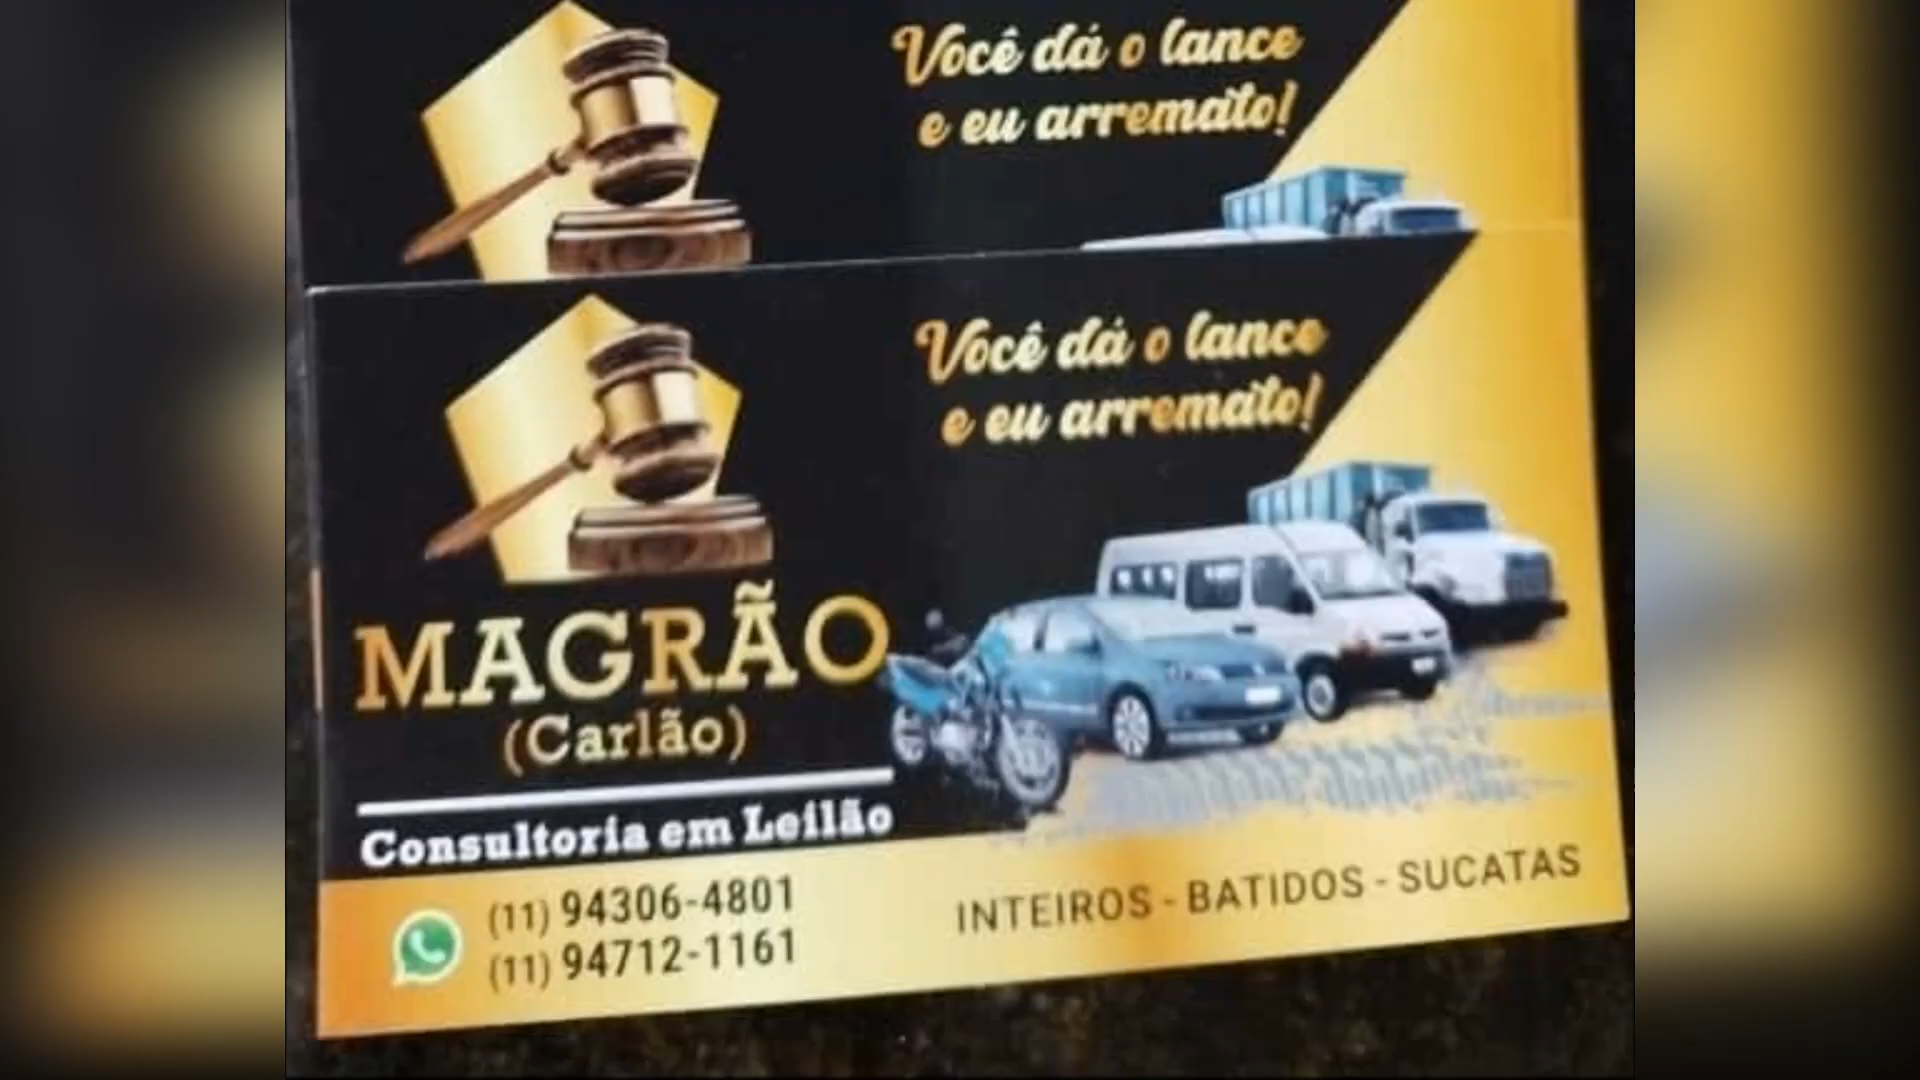 Você dá o lance
e eu arremato!
Você dá o lance
e eu arremato!
MAGRÃO
(Carlão)
Consultoria em Leilão
(11) 94306-4801
(11) 94712-1161
INTEIROS - BATIDOS - SUCATAS